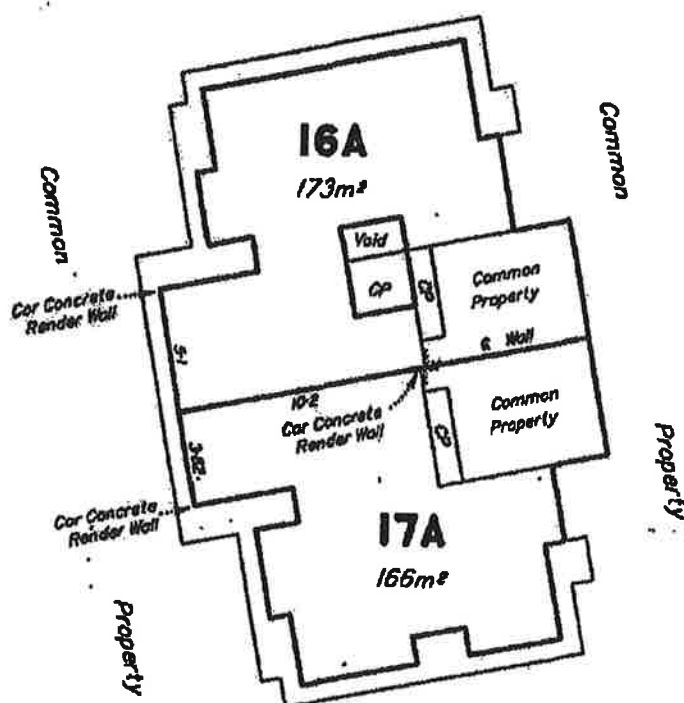 16A
173m²
Common
Common
Void
CP
CP
Common
Property
Cor Concrete
Render Wall
5·1
₵ Wall
10·2
Cor Concrete
Render Wall
Common
Property
CP
3·82
Cor Concrete
Render Wall
17A
166m²
Property
Property